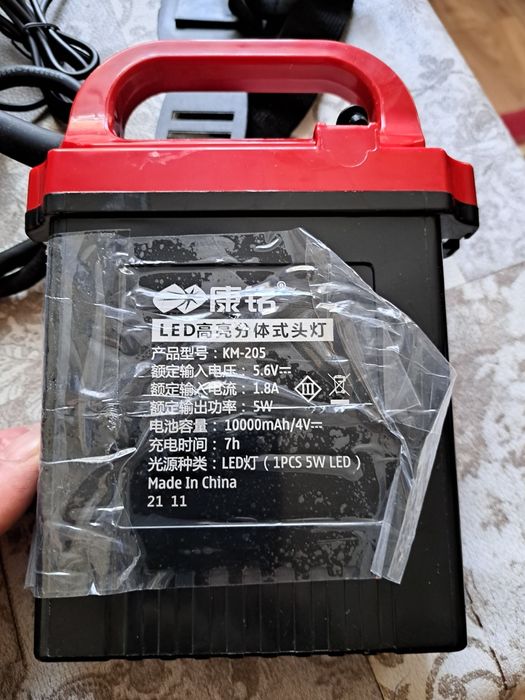 康铭®
LED高亮分体式头灯
产品型号：KM-205
额定输入电压：5.6V⎓
额定输入电流：1.8A
额定输出功率：5W
电池容量：10000mAh/4V⎓
充电时间：7h
光源种类：LED灯（1PCS 5W LED）
Made In China
21 11